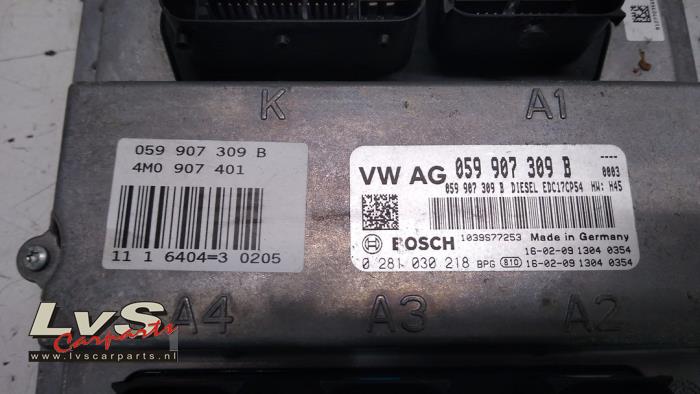 K A1
059 907 309 B
4M0 907 401
11 1 6404=3 0205
VW AG 059 907 309 B
----
0003
059 907 309 B DIESEL EDC17CP54 HW: H45
BOSCH
1039S77253 Made in Germany
0 281 030 218 BPG 810
16-02-09 1304 0354
16-02-09 1304 0354
A4 A3 A2
LvS
Carparts
www.lvscarparts.nl